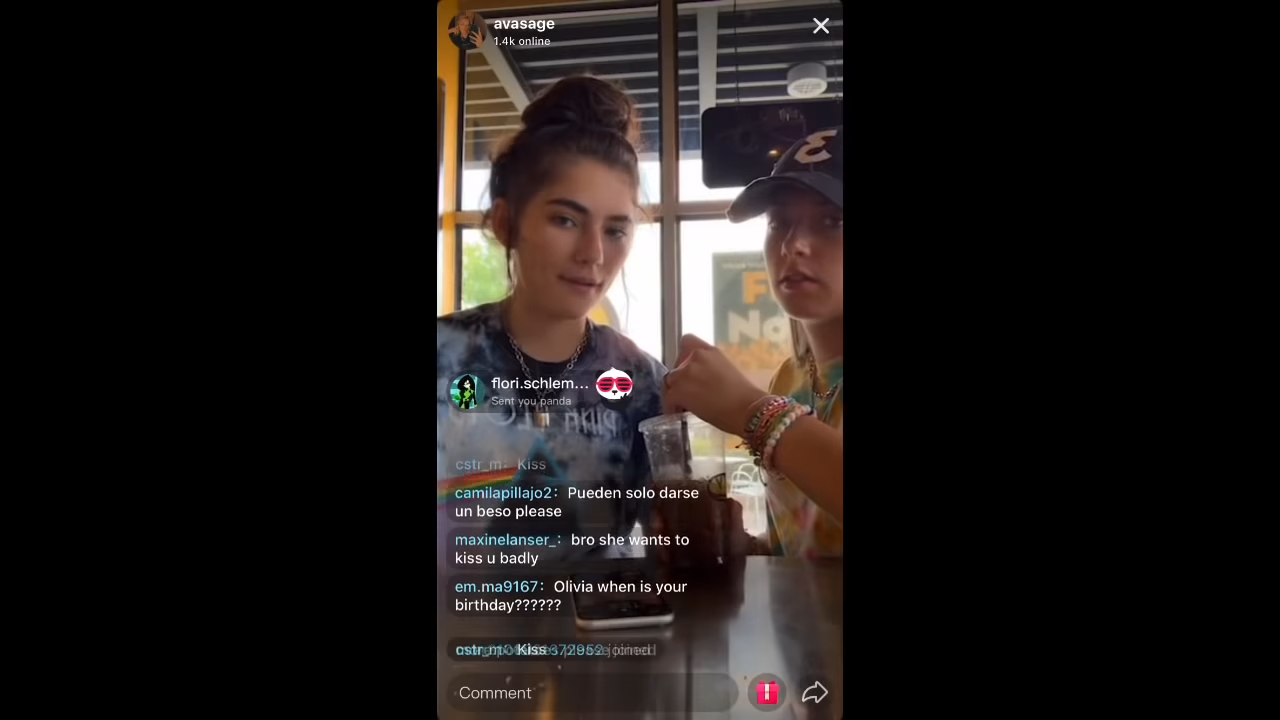 avasage
1.4k online
flori.schlem...
Sent you panda
cstr_m: Kiss
camilapillajo2: Pueden solo darse
un beso please
maxinelanser_: bro she wants to
kiss u badly
em.ma9167: Olivia when is your
birthday??????
Kiss
joined
Comment